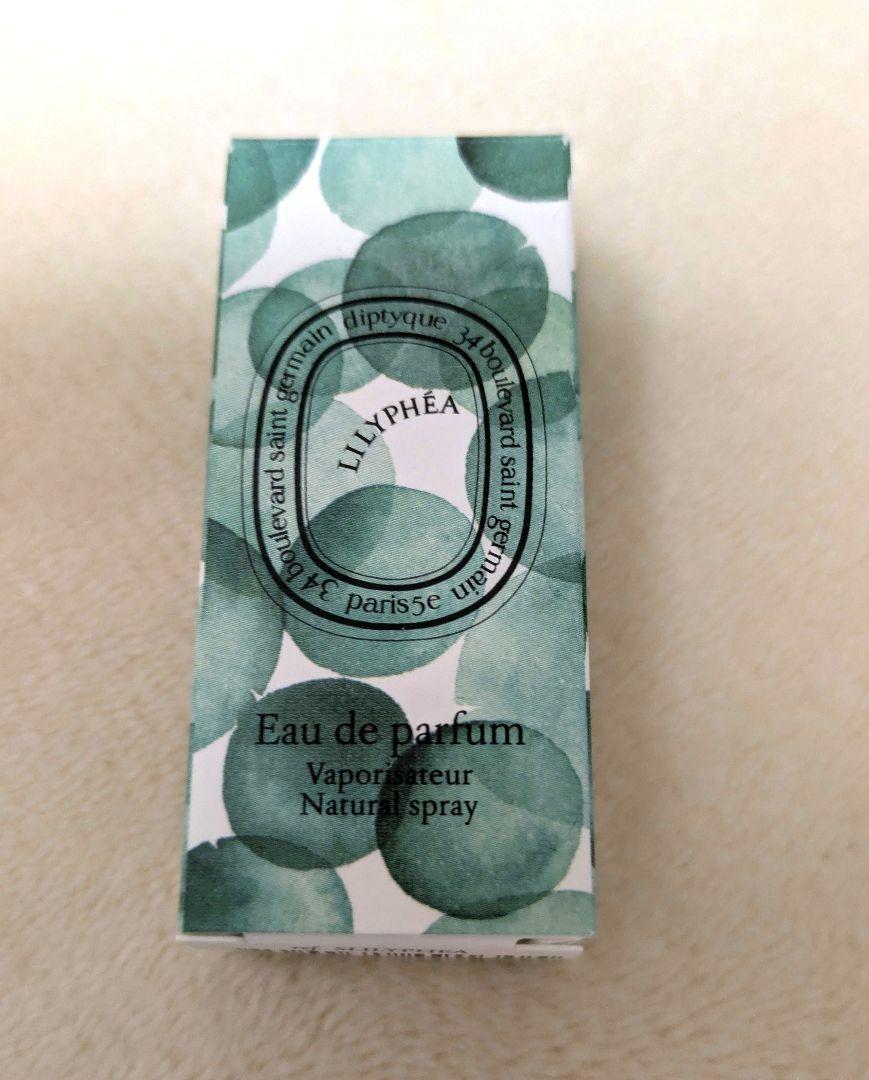 diptyque 34 boulevard saint germain
paris5e
34 boulevard saint germain
LILYPHÉA
Eau de parfum
Vaporisateur
Natural spray